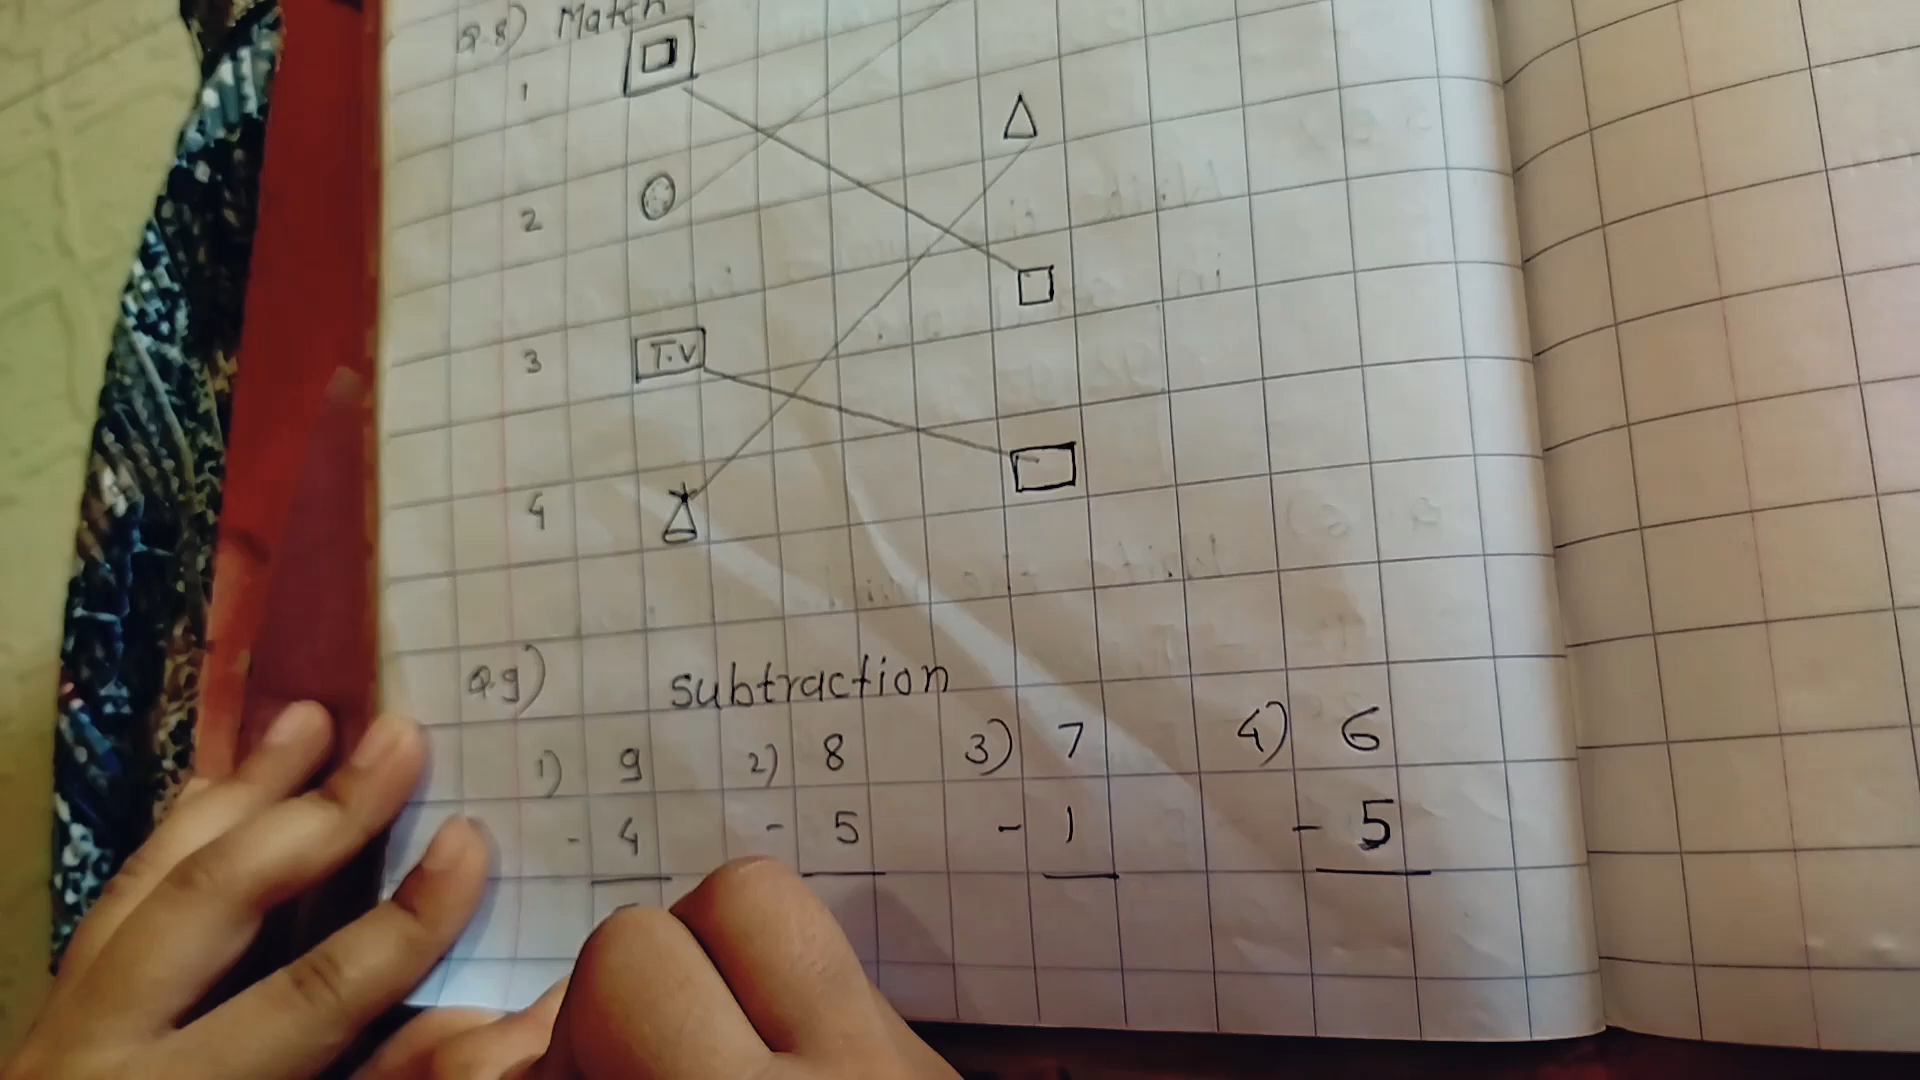 Q.8) Match
1
2
3 T.V
4
Q.9) subtraction
1) 9 2) 8 3) 7 4) 6
- 4 - 5 - 1 - 5